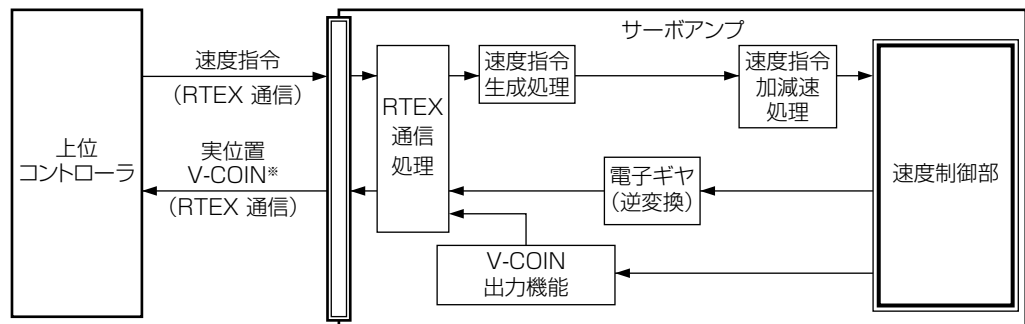 サーボアンプ
上位
コントローラ
速度指令
（RTEX 通信）
実位置
V-COIN※
（RTEX 通信）
RTEX
通信
処理
速度指令
生成処理
速度指令
加減速
処理
電子ギヤ
（逆変換）
V-COIN
出力機能
速度制御部